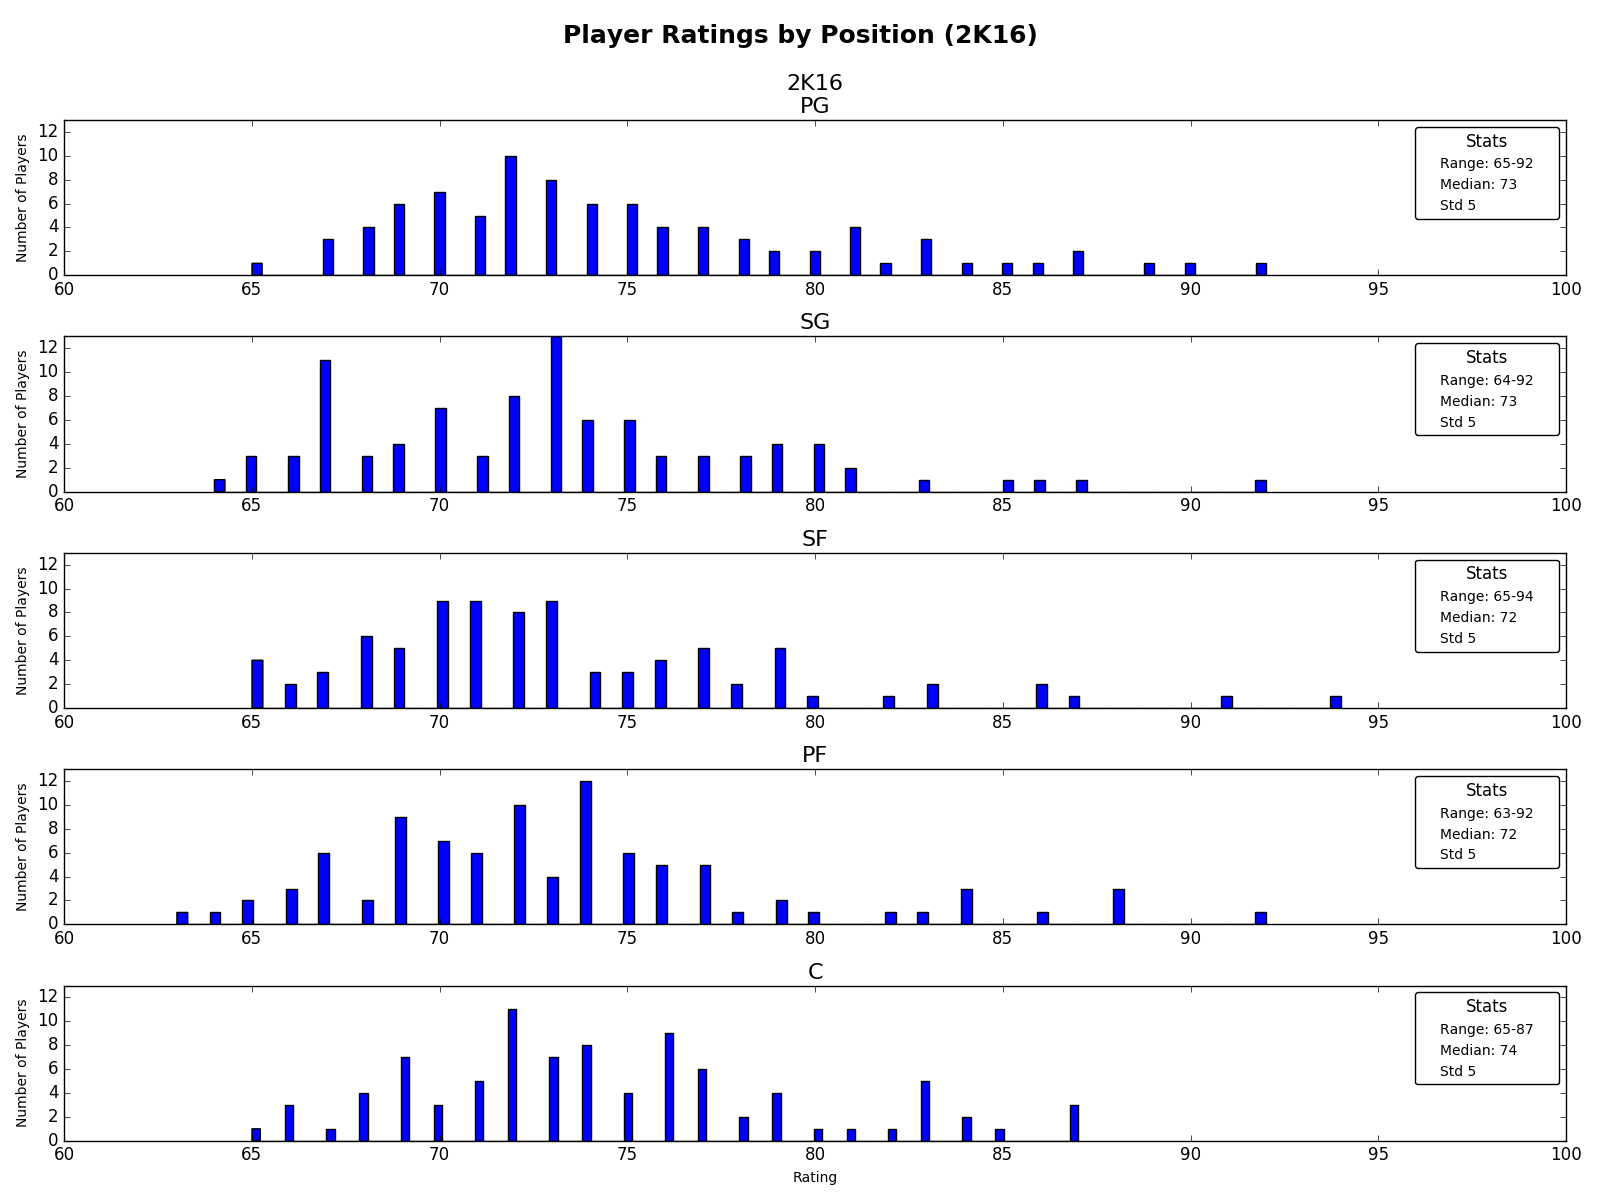 Player Ratings by Position (2K16)
2K16
PG
Number of Players
12
10
8
6
4
2
0
60 65 70 75 80 85 90 95 100
Stats
Range: 65-92
Median: 73
Std 5
SG
Number of Players
12
10
8
6
4
2
0
60 65 70 75 80 85 90 95 100
Stats
Range: 64-92
Median: 73
Std 5
SF
Number of Players
12
10
8
6
4
2
0
60 65 70 75 80 85 90 95 100
Stats
Range: 65-94
Median: 72
Std 5
PF
Number of Players
12
10
8
6
4
2
0
60 65 70 75 80 85 90 95 100
Stats
Range: 63-92
Median: 72
Std 5
C
Number of Players
12
10
8
6
4
2
0
60 65 70 75 80 85 90 95 100
Stats
Range: 65-87
Median: 74
Std 5
Rating